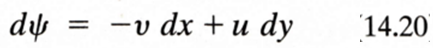 dψ = −v dx + u dy [14.20]